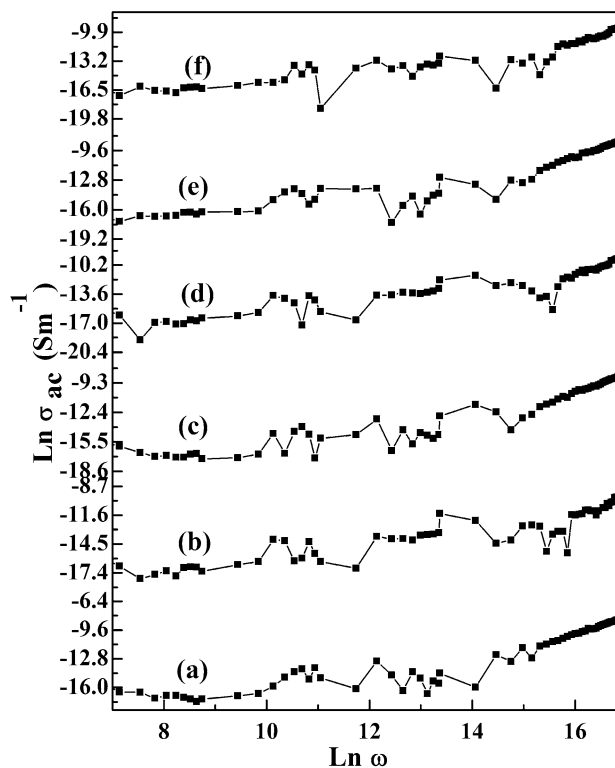 -9.9
-13.2
-16.5
-19.8
(f)
-9.6
-12.8
-16.0
-19.2
(e)
-10.2
-13.6
-17.0
-20.4
(d)
-9.3
-12.4
-15.5
-18.6
(c)
-8.7
-11.6
-14.5
-17.4
(b)
-6.4
-9.6
-12.8
-16.0
(a)
8 10 12 14 16
Ln ω
Ln σ ac (Sm⁻¹)